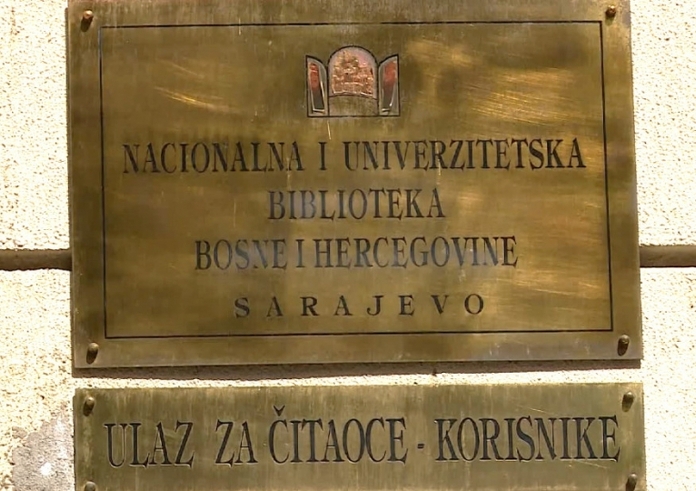 NACIONALNA I UNIVERZITETSKA
BIBLIOTEKA
BOSNE I HERCEGOVINE
SARAJEVO
ULAZ ZA ČITAOCE - KORISNIKE